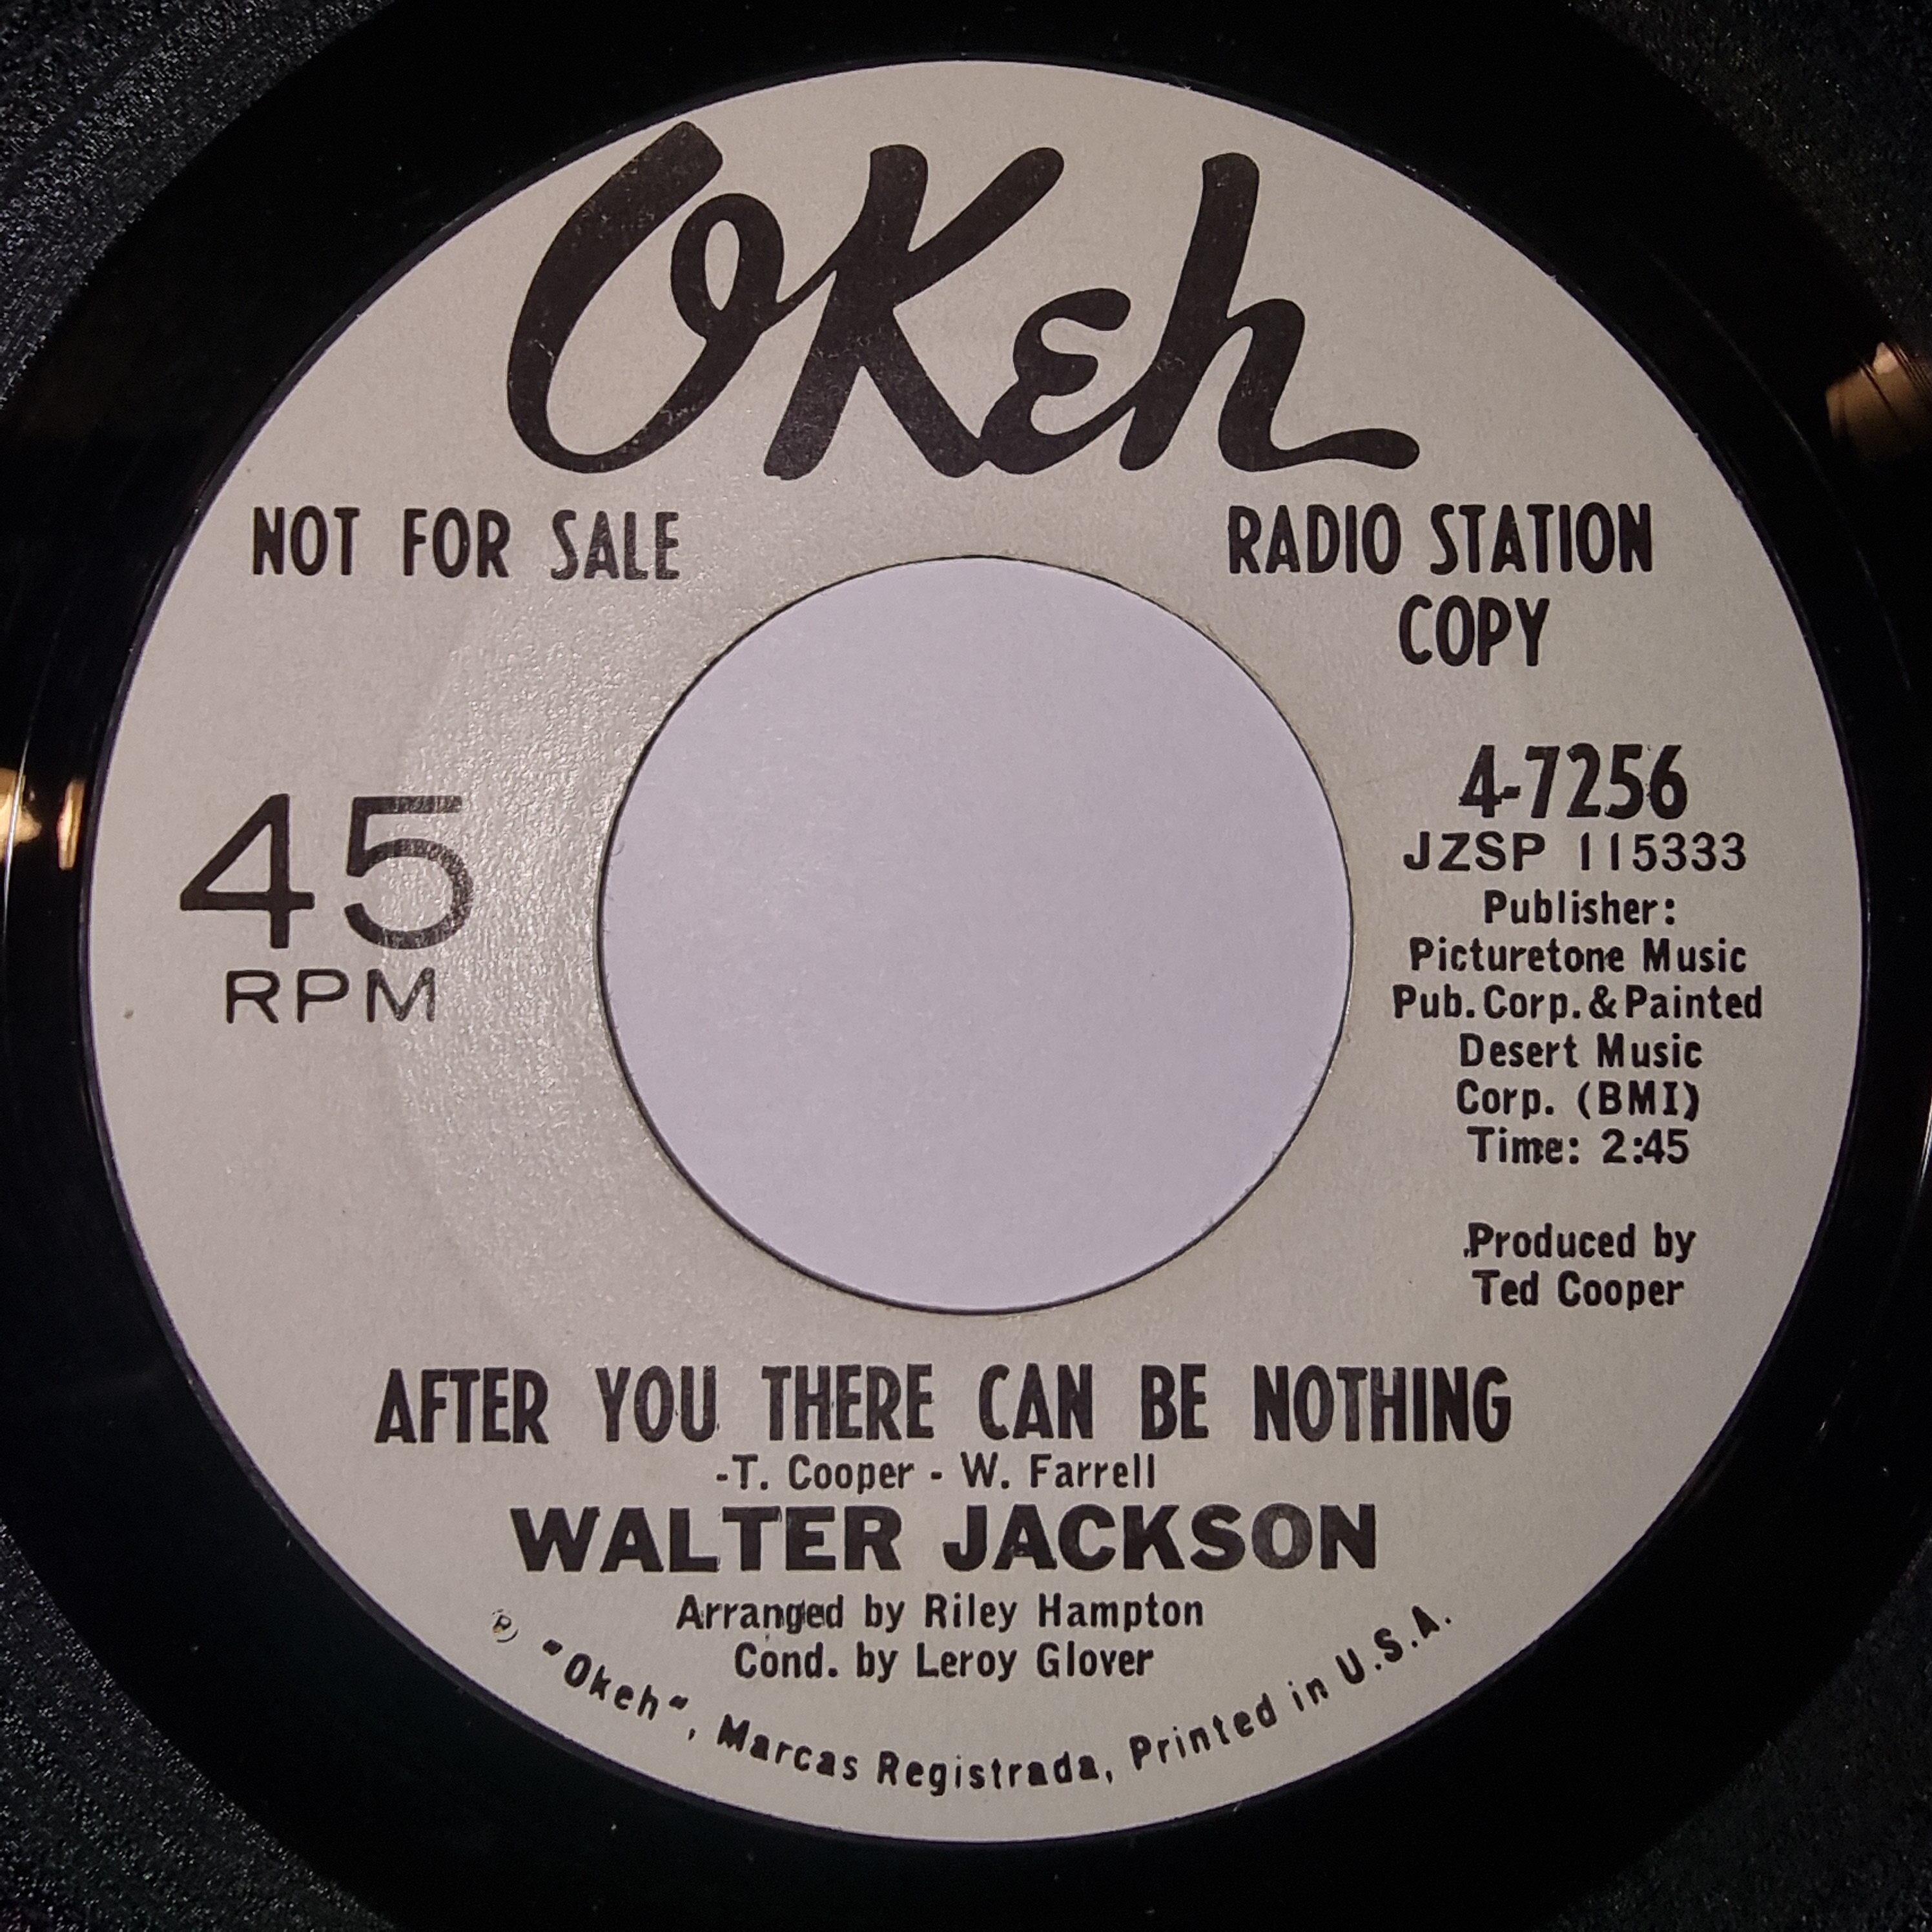 OKeh
NOT FOR SALE
RADIO STATION
COPY
45
RPM
4-7256
JZSP 115333
Publisher:
Picturetone Music
Pub. Corp. & Painted
Desert Music
Corp. (BMI)
Time: 2:45
Produced by
Ted Cooper
AFTER YOU THERE CAN BE NOTHING
-T. Cooper - W. Farrell
WALTER JACKSON
Arranged by Riley Hampton
Cond. by Leroy Glover
® "Okeh", Marcas Registrada, Printed in U.S.A.